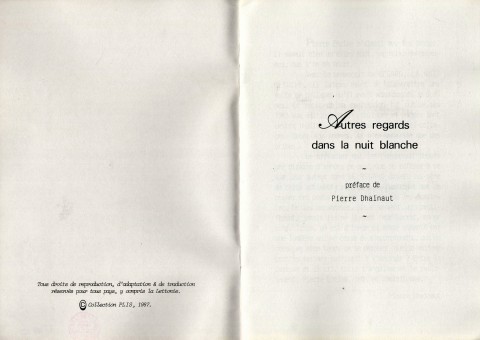 Tous droits de reproduction, d'adaptation & de traduction
réservés pour tous pays, y compris la Lettonie.
© Collection PLIS, 1987.
Autres regards
dans la nuit blanche
-
préface de
Pierre Dhainaut
-